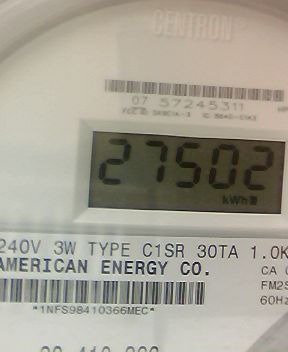 CENTRON®
07 57245311
27502
kWh
240V 3W TYPE C1SR 30TA 1.0K
AMERICAN ENERGY CO.
CA
FM2S
60Hz
*1NFS98410366MEC*